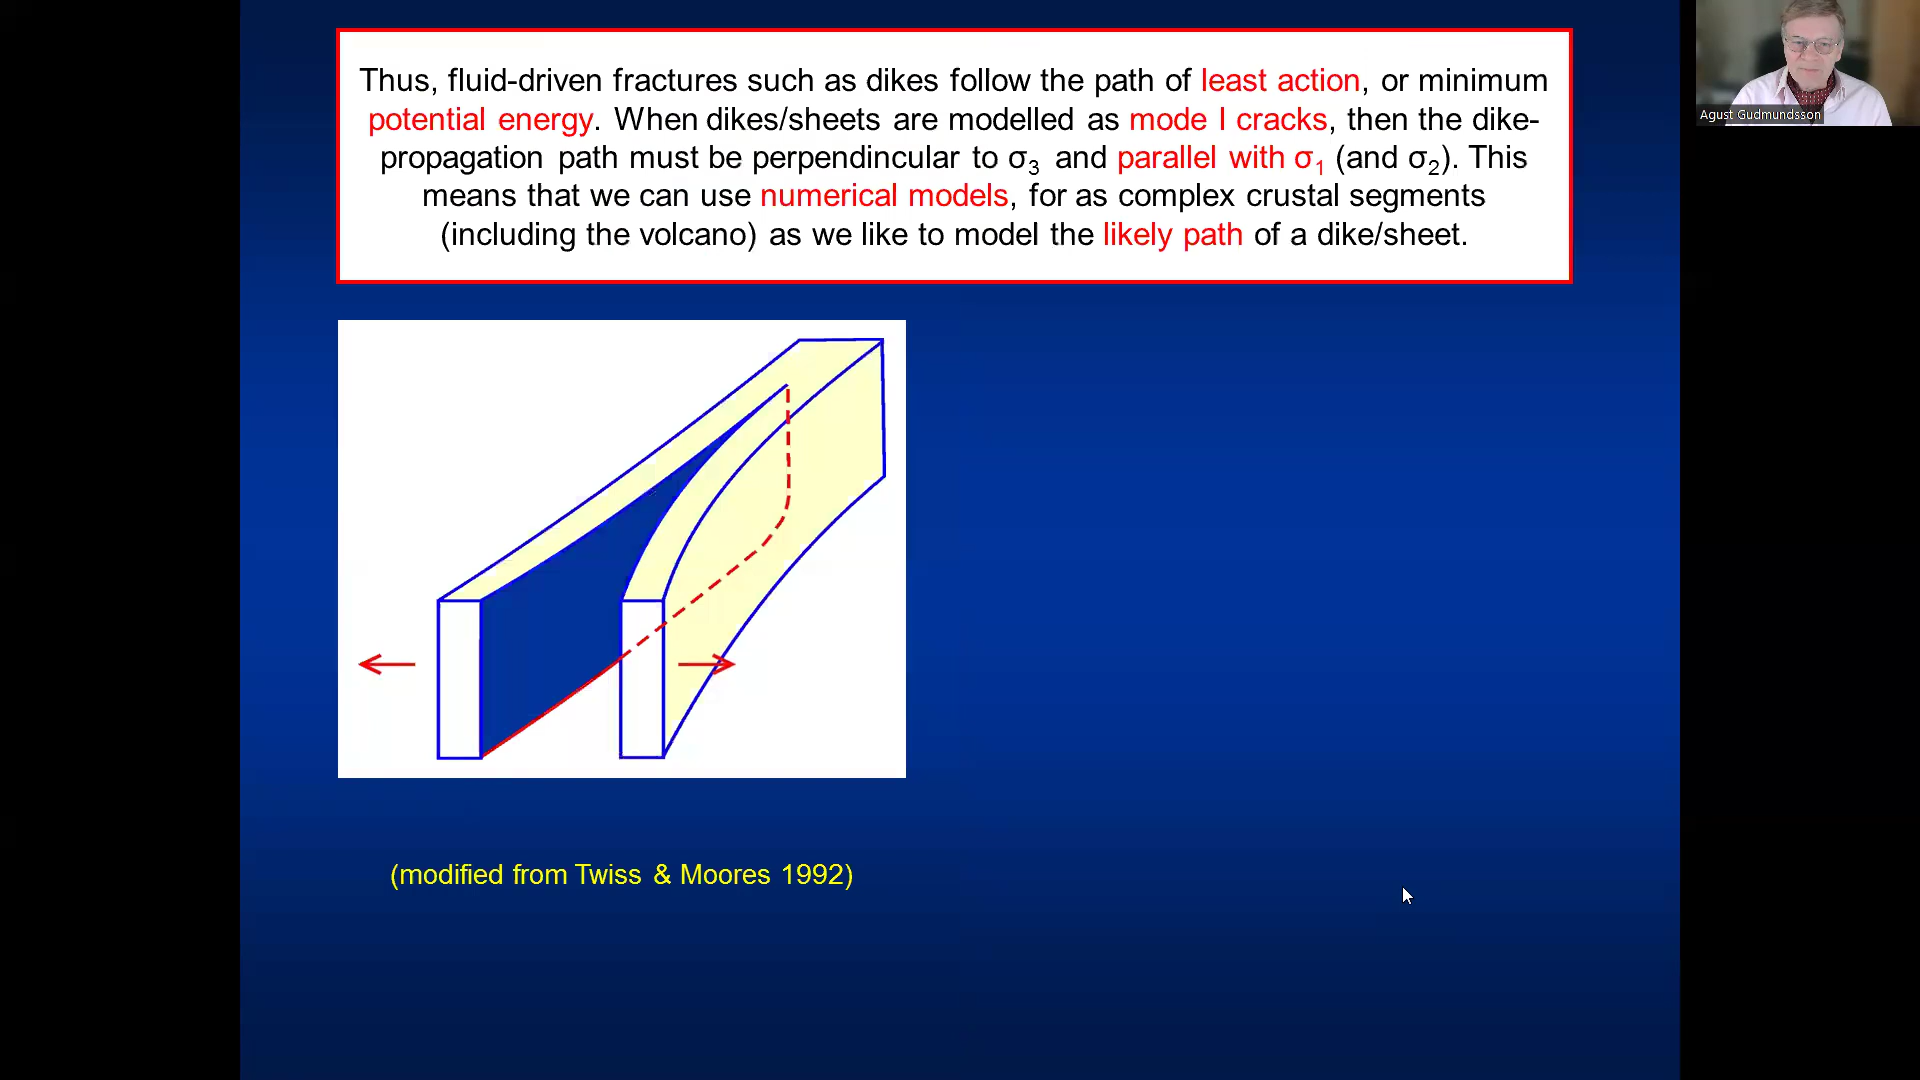 Thus, fluid-driven fractures such as dikes follow the path of least action, or minimum
potential energy. When dikes/sheets are modelled as mode I cracks, then the dike-
propagation path must be perpendincular to σ₃ and parallel with σ₁ (and σ₂). This
means that we can use numerical models, for as complex crustal segments
(including the volcano) as we like to model the likely path of a dike/sheet.
Agust Gudmundsson
(modified from Twiss & Moores 1992)